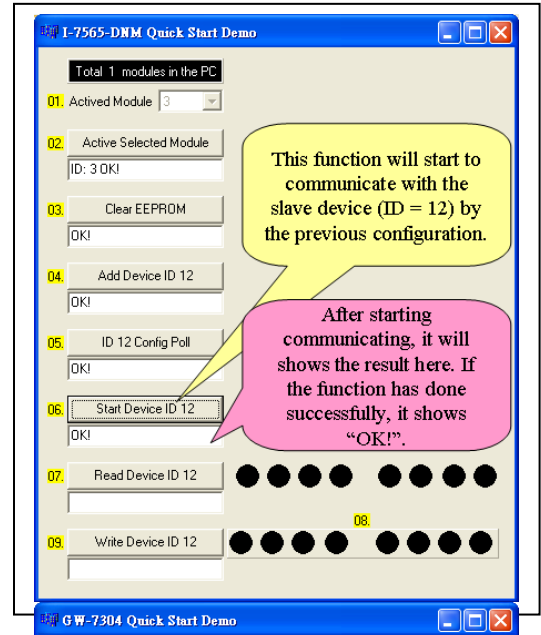 I-7565-DNM Quick Start Demo
Total 1 modules in the PC
01. Actived Module 3
02. Active Selected Module
ID: 3 OK!
This function will start to
communicate with the
slave device (ID = 12) by
the previous configuration.
03. Clear EEPROM
OK!
04. Add Device ID 12
OK!
After starting
communicating, it will
shows the result here. If
the function has done
successfully, it shows
“OK!”.
05. ID 12 Config Poll
OK!
06. Start Device ID 12
OK!
07. Read Device ID 12
08.
09. Write Device ID 12
GW-7304 Quick Start Demo